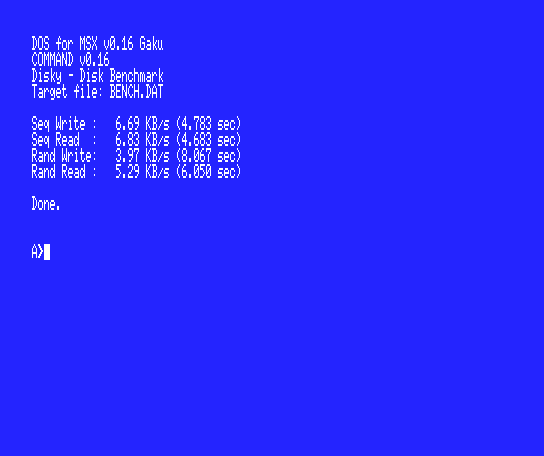 DOS for MSX v0.16 Gaku
COMMAND v0.16
Disky - Disk Benchmark
Target file: BENCH.DAT
Seq Write :   6.69 KB/s (4.783 sec)
Seq Read  :   6.83 KB/s (4.683 sec)
Rand Write:   3.97 KB/s (8.067 sec)
Rand Read :   5.29 KB/s (6.050 sec)
Done.
A>